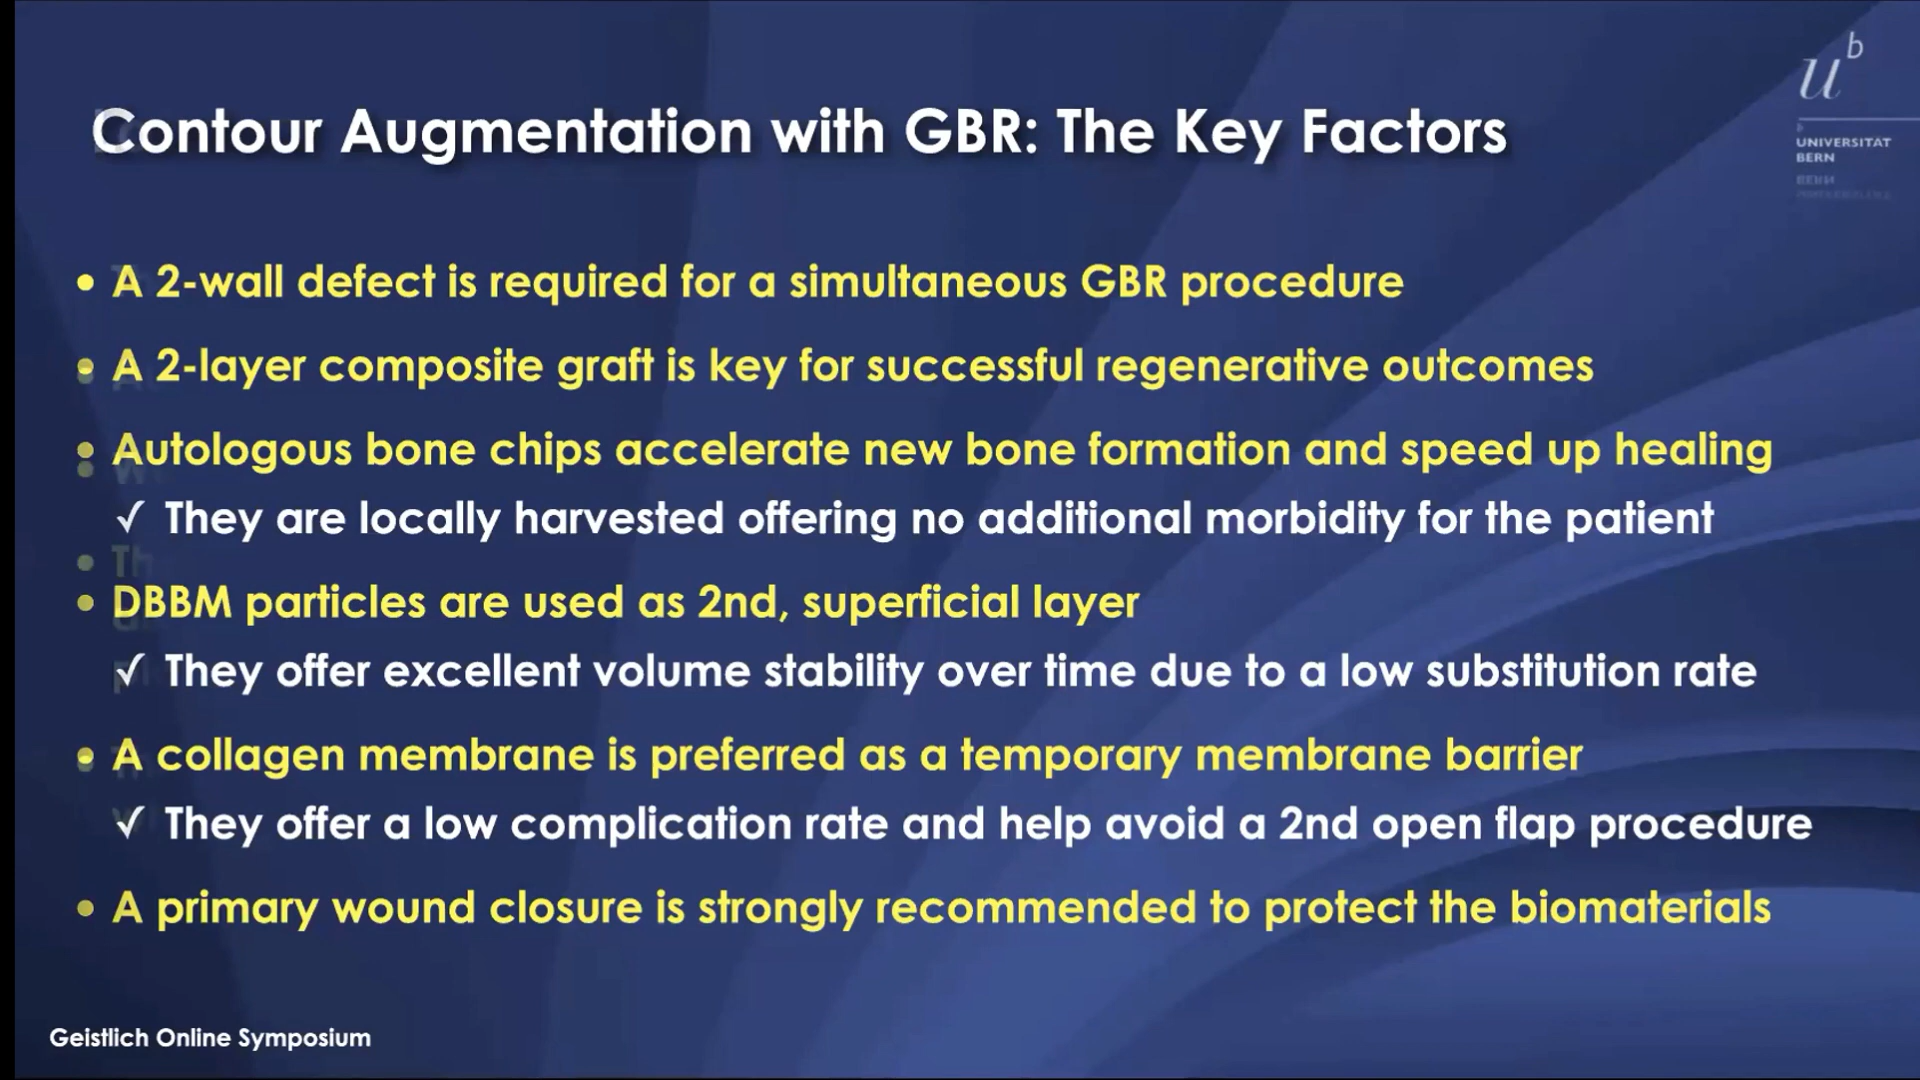 u^b
UNIVERSITÄT
BERN
Contour Augmentation with GBR: The Key Factors
• A 2-wall defect is required for a simultaneous GBR procedure
• A 2-layer composite graft is key for successful regenerative outcomes
• Autologous bone chips accelerate new bone formation and speed up healing
✓ They are locally harvested offering no additional morbidity for the patient
• DBBM particles are used as 2nd, superficial layer
✓ They offer excellent volume stability over time due to a low substitution rate
• A collagen membrane is preferred as a temporary membrane barrier
✓ They offer a low complication rate and help avoid a 2nd open flap procedure
• A primary wound closure is strongly recommended to protect the biomaterials
Geistlich Online Symposium